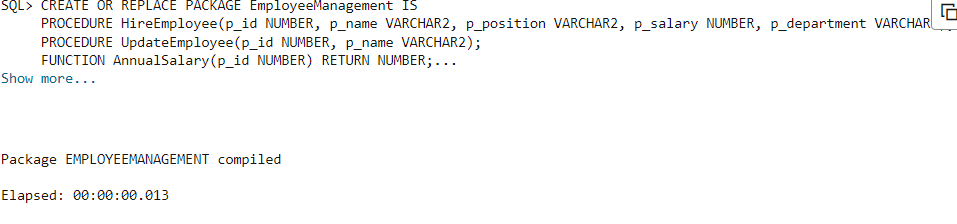 SQL> CREATE OR REPLACE PACKAGE EmployeeManagement IS
PROCEDURE HireEmployee(p_id NUMBER, p_name VARCHAR2, p_position VARCHAR2, p_salary NUMBER, p_department VARCHAR
PROCEDURE UpdateEmployee(p_id NUMBER, p_name VARCHAR2);
FUNCTION AnnualSalary(p_id NUMBER) RETURN NUMBER;...
Show more...
Package EMPLOYEEMANAGEMENT compiled
Elapsed: 00:00:00.013